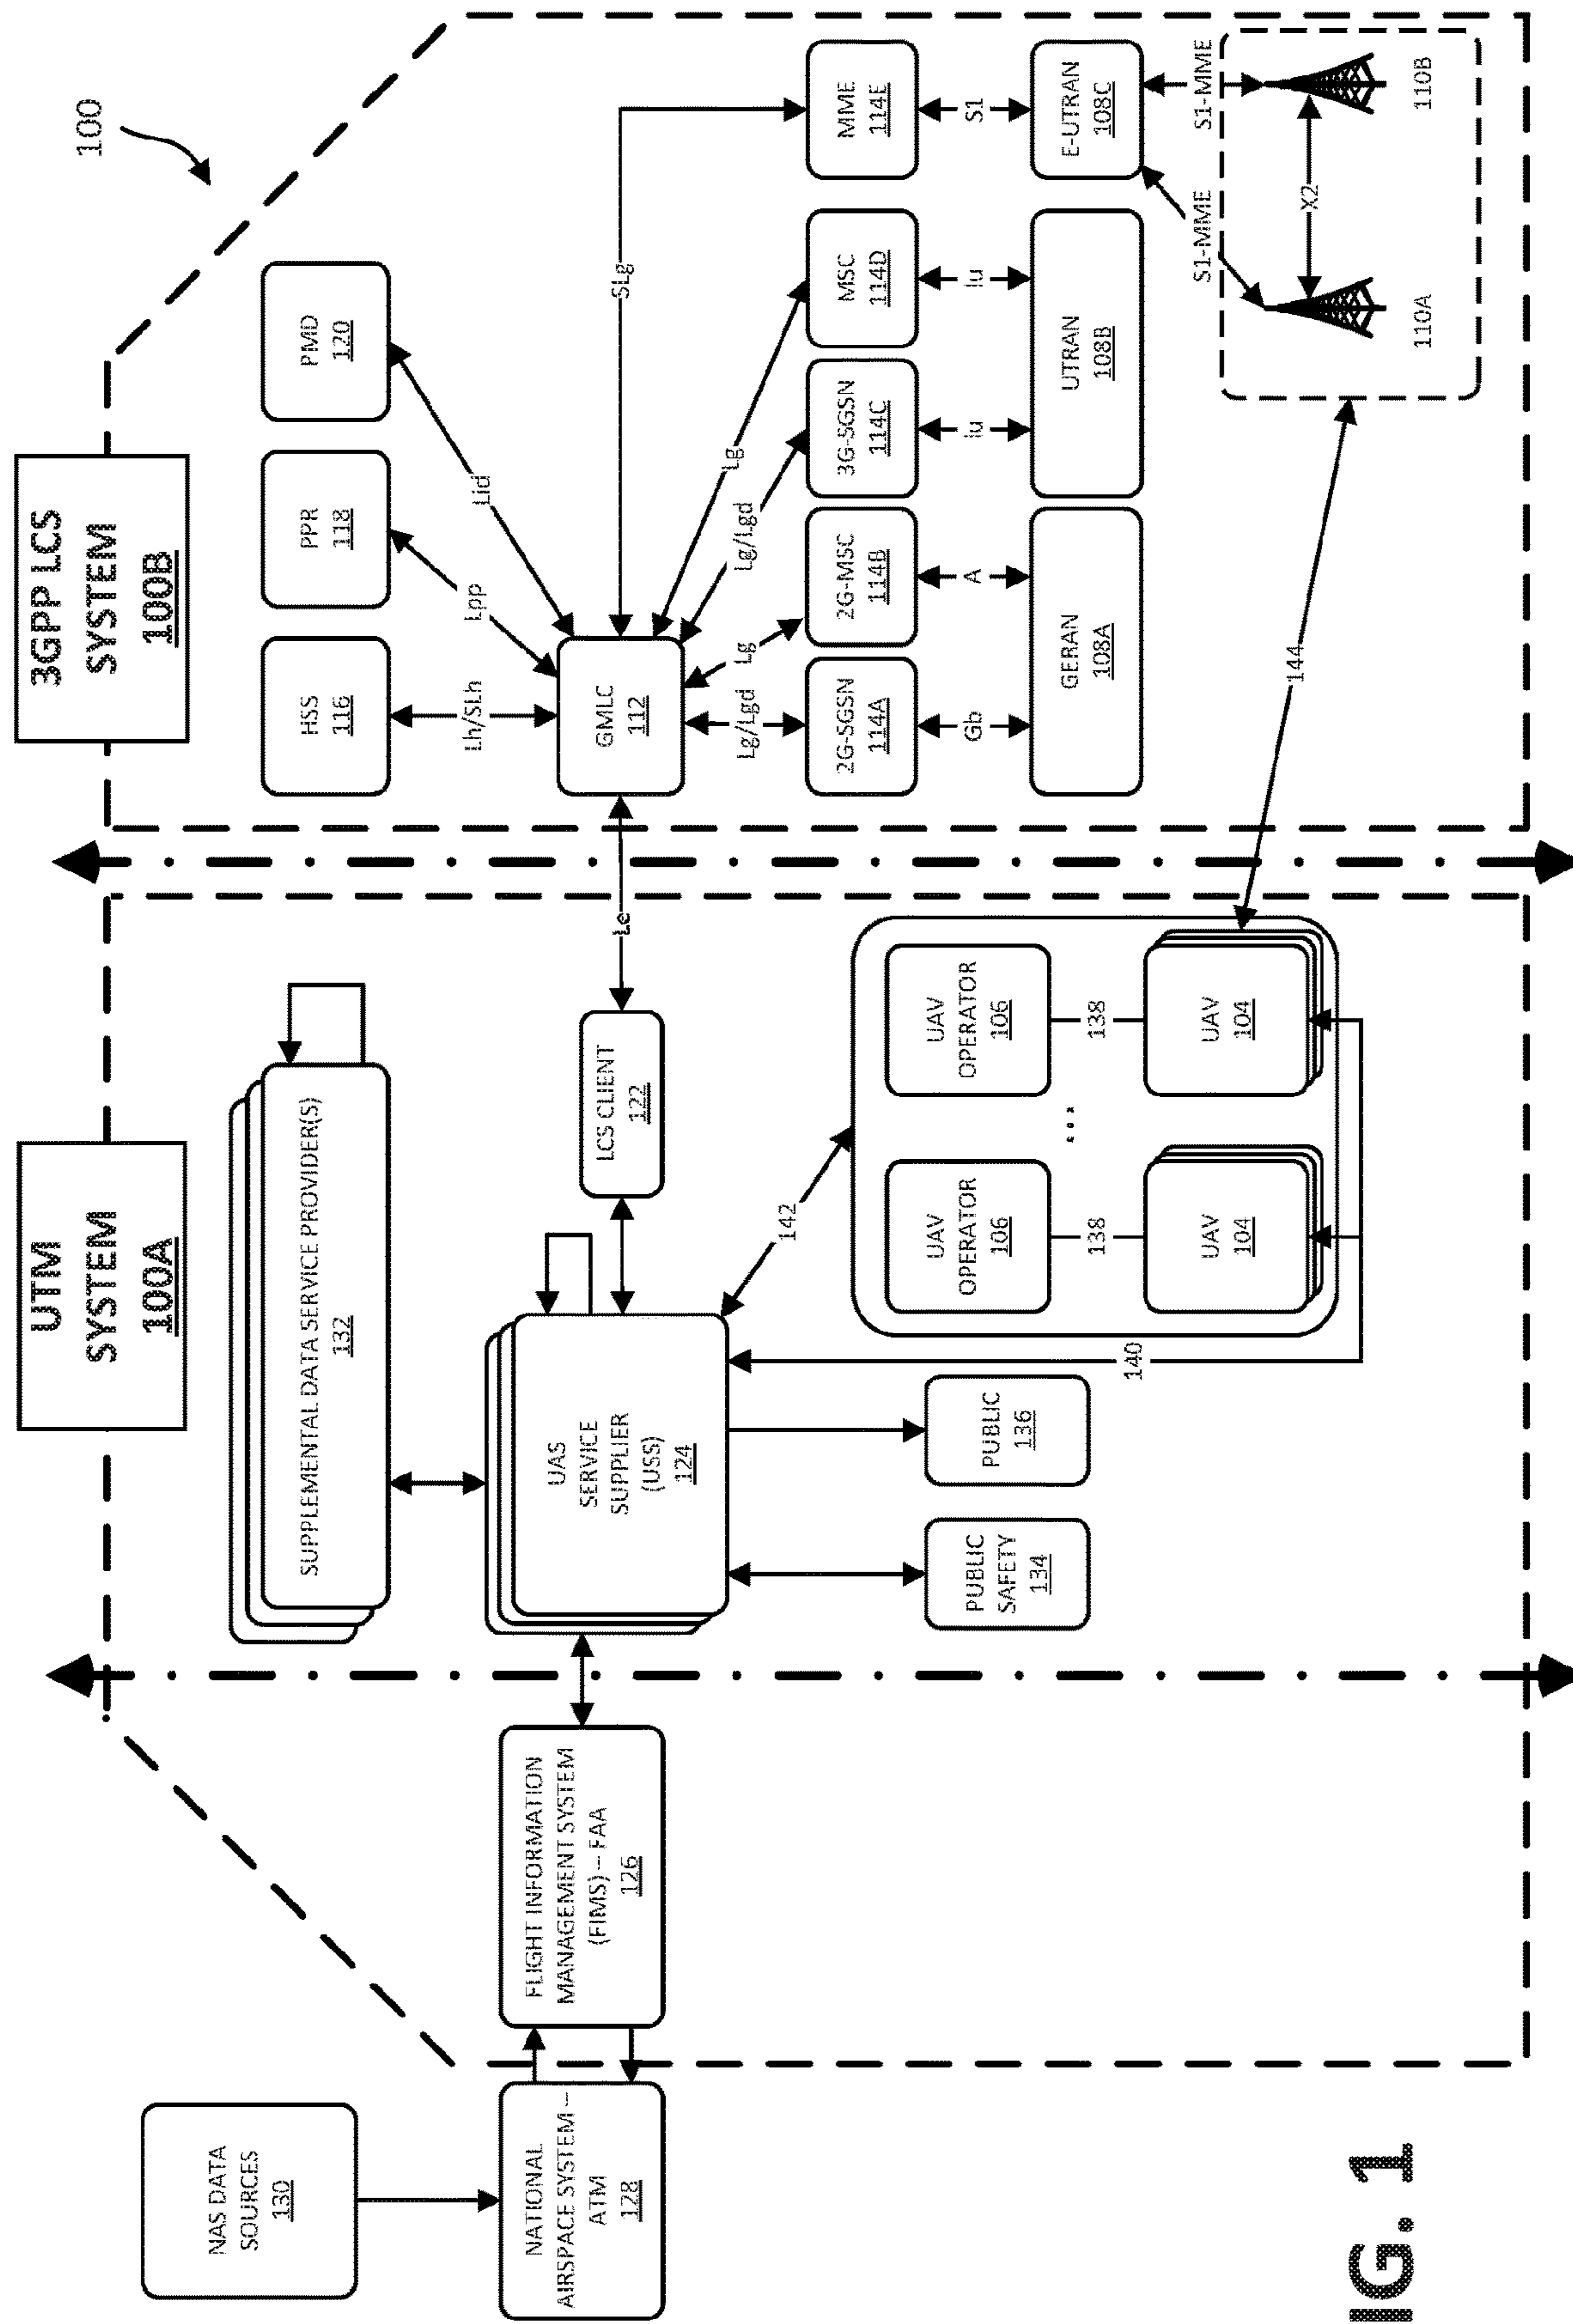 100
UTM
SYSTEM
100A
3GPP LCS
SYSTEM
100B
NAS DATA
SOURCES
130
NATIONAL
AIRSPACE SYSTEM –
ATM
128
FLIGHT INFORMATION
MANAGEMENT SYSTEM
(FIMS) – FAA
126
SUPPLEMENTAL DATA SERVICE PROVIDER(S)
132
UAS
SERVICE
SUPPLIER
(USS)
124
LCS CLIENT
122
Le
PUBLIC
SAFETY
134
PUBLIC
136
140
142
UAV
OPERATOR
106
138
UAV
104
...
UAV
OPERATOR
106
138
UAV
104
144
HSS
116
PPR
118
PMD
120
Lh/SLh
Lpp
Lid
GMLC
112
SLg
Lg/Lgd
Lg
Lg/Lgd
Lg
2G-SGSN
114A
2G-MSC
114B
3G-SGSN
114C
MSC
114D
MME
114E
Gb
A
Iu
Iu
S1
GERAN
108A
UTRAN
108B
E-UTRAN
108C
S1-MME
S1-MME
X2
110A
110B
IG. 1